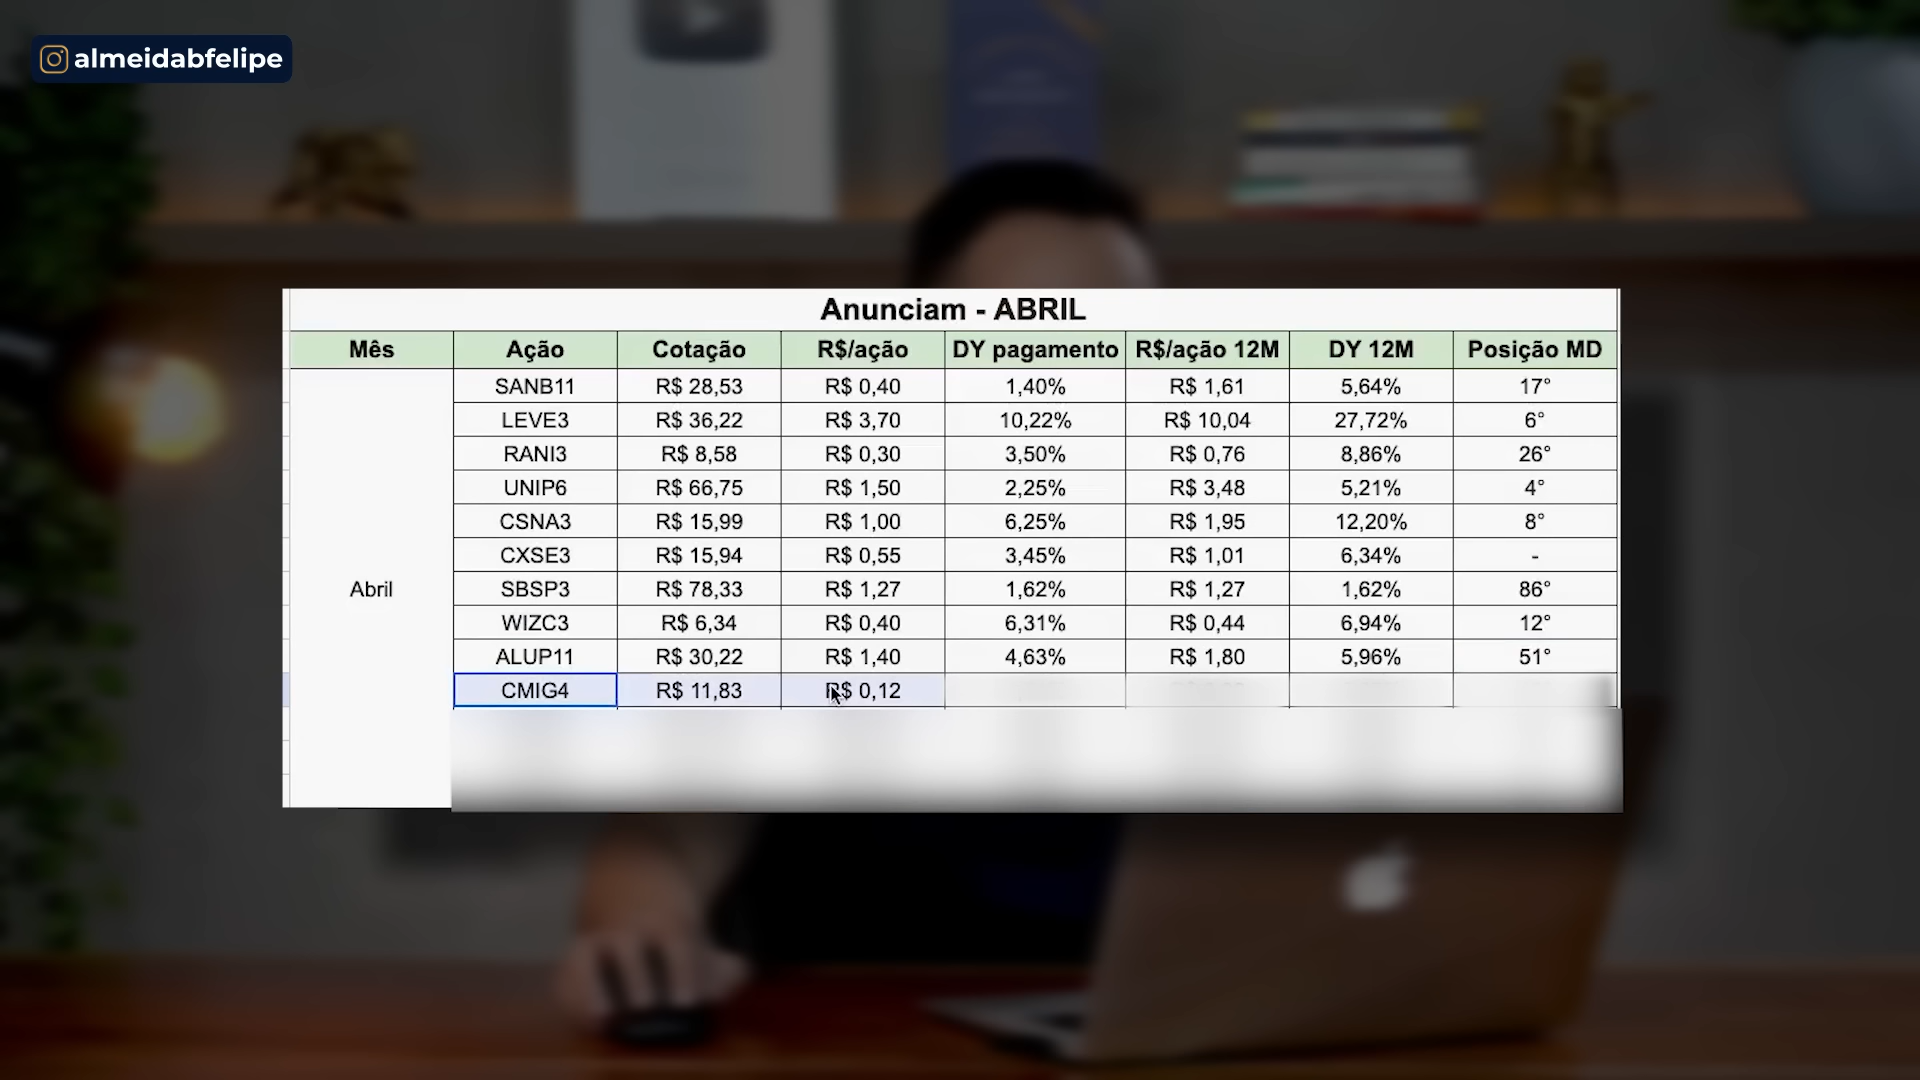 almeidabfelipe
Anunciam - ABRIL
Mês Ação Cotação R$/ação DY pagamento R$/ação 12M DY 12M Posição MD
SANB11 R$ 28,53 R$ 0,40 1,40% R$ 1,61 5,64% 17°
LEVE3 R$ 36,22 R$ 3,70 10,22% R$ 10,04 27,72% 6°
RANI3 R$ 8,58 R$ 0,30 3,50% R$ 0,76 8,86% 26°
UNIP6 R$ 66,75 R$ 1,50 2,25% R$ 3,48 5,21% 4°
CSNA3 R$ 15,99 R$ 1,00 6,25% R$ 1,95 12,20% 8°
CXSE3 R$ 15,94 R$ 0,55 3,45% R$ 1,01 6,34% -
Abril SBSP3 R$ 78,33 R$ 1,27 1,62% R$ 1,27 1,62% 86°
WIZC3 R$ 6,34 R$ 0,40 6,31% R$ 0,44 6,94% 12°
ALUP11 R$ 30,22 R$ 1,40 4,63% R$ 1,80 5,96% 51°
CMIG4 R$ 11,83 R$ 0,12